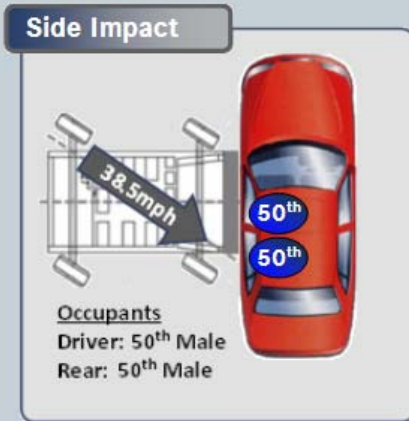 Side Impact
38.5mph
50th
50th
Occupants
Driver: 50th Male
Rear: 50th Male